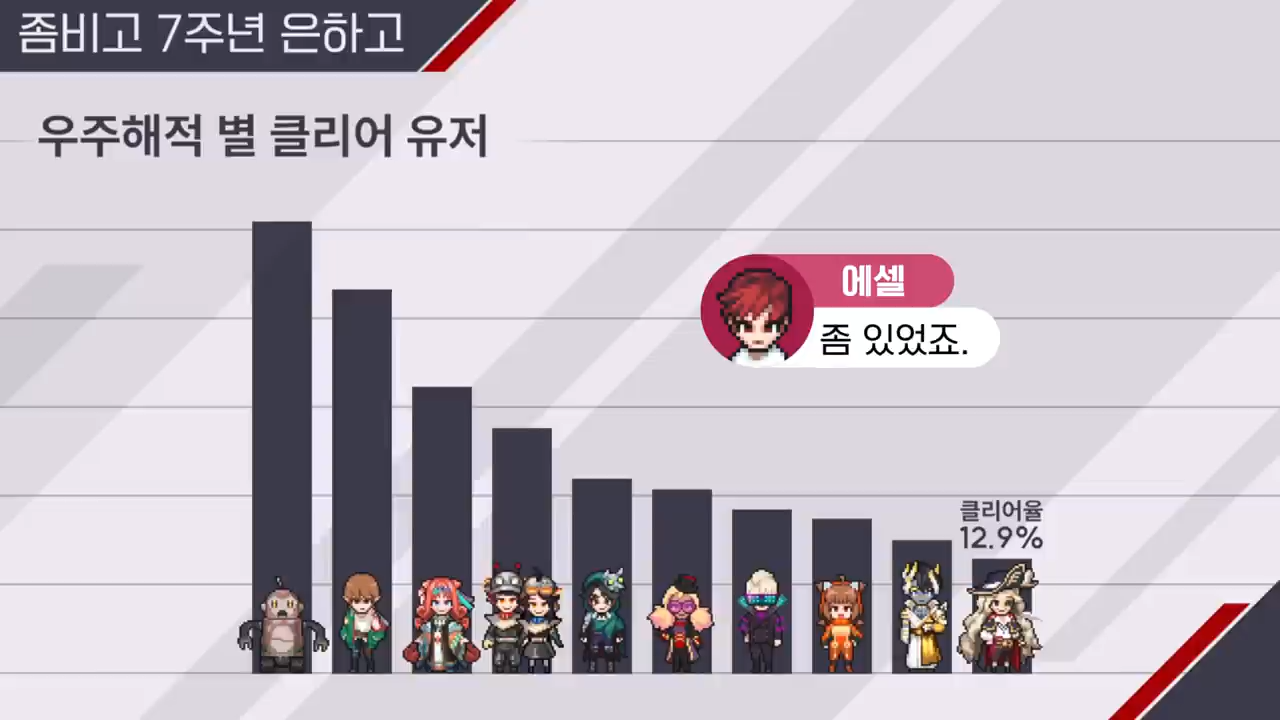 좀비고 7주년 은하고
우주해적 별 클리어 유저
에셀
좀 있었죠.
클리어율
12.9%